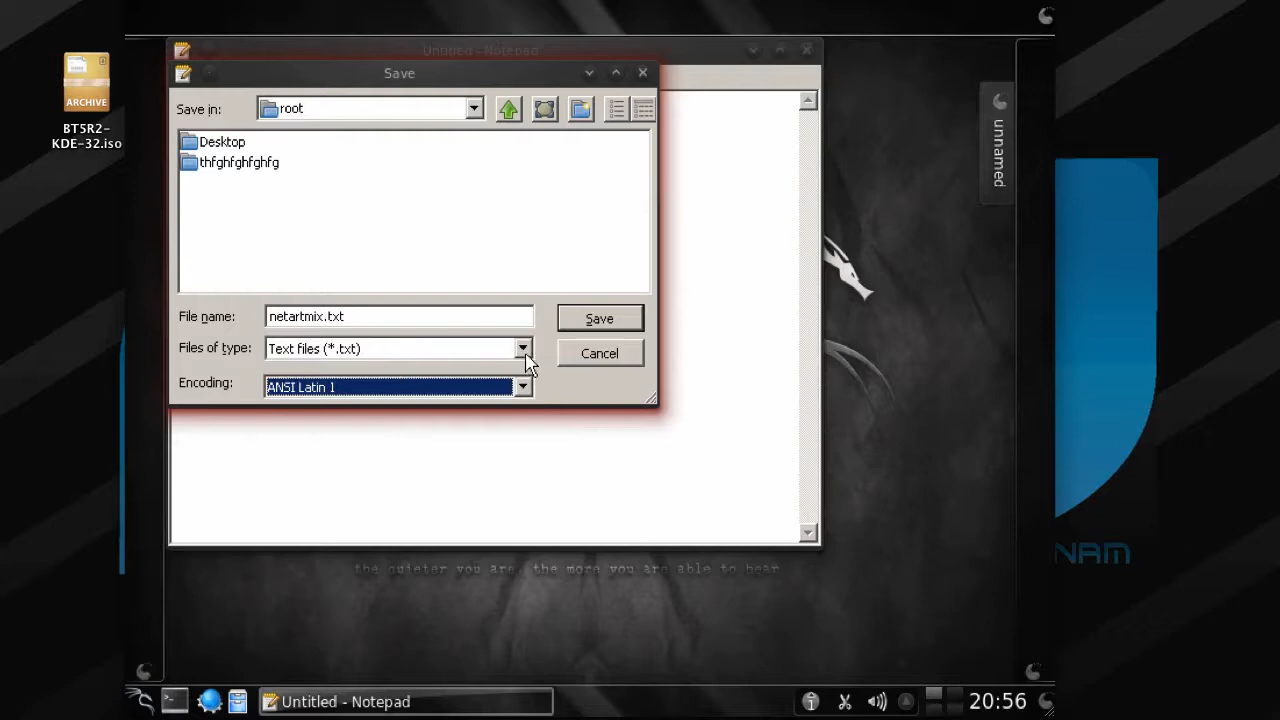 Untitled - Notepad
Save
Save in:
root
Desktop
thfghfghfghfg
File name:
netartmix.txt
Save
Files of type:
Text files (*.txt)
Cancel
Encoding:
ANSI Latin 1
ARCHIVE
BT5R2-
KDE-32.iso
unnamed
NAM
the quieter you are, the more you are able to hear
Untitled - Notepad
20:56